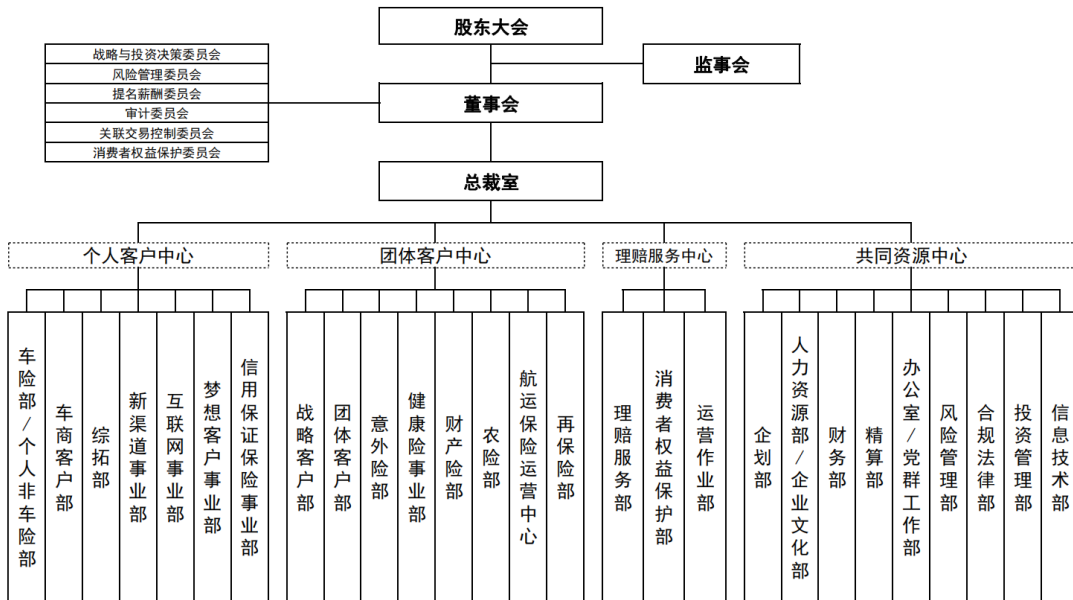 股东大会
监事会
战略与投资决策委员会
风险管理委员会
提名薪酬委员会
审计委员会
关联交易控制委员会
消费者权益保护委员会
董事会
总裁室
个人客户中心
团体客户中心
理赔服务中心
共同资源中心
车险部/个人非车险部
车商客户部
综拓部
新渠道事业部
互联网事业部
梦想客户事业部
信用保证保险事业部
战略客户部
团体客户部
意外险部
健康险事业部
财产险部
农险部
航运保险运营中心
再保险部
理赔服务部
消费者权益保护部
运营作业部
企划部
人力资源部/企业文化部
财务部
精算部
办公室/党群工作部
风险管理部
合规法律部
投资管理部
信息技术部